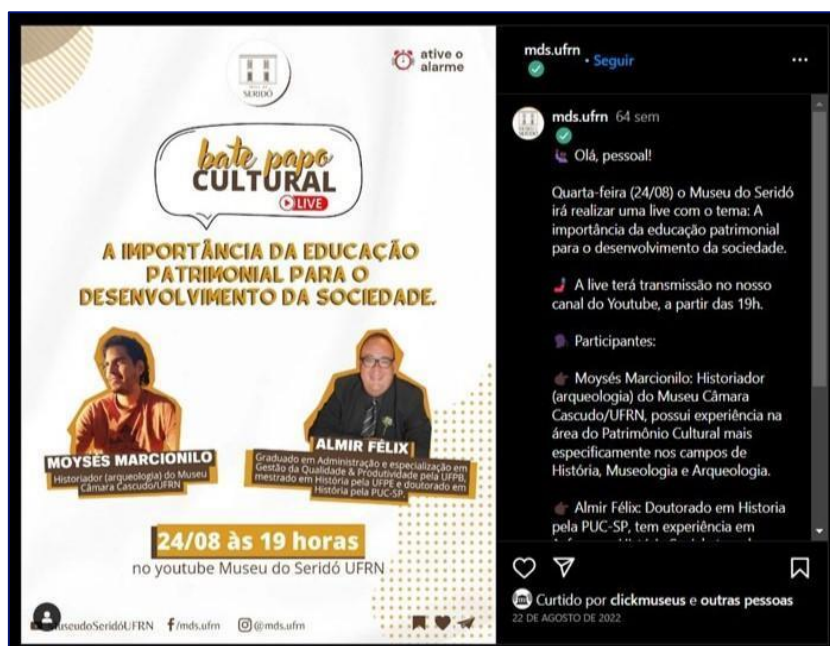 SERIDÓ
ative o
alarme
bate papo
CULTURAL
LIVE
A IMPORTÂNCIA DA EDUCAÇÃO
PATRIMONIAL PARA O
DESENVOLVIMENTO DA SOCIEDADE.
MOYSÉS MARCIONILO
Historiador (arqueologia) do Museu
Câmara Cascudo/UFRN
ALMIR FÉLIX
Graduado em Administração e especialização em
Gestão da Qualidade & Produtividade pela UFPB,
mestrado em História pela UFPE e doutorado em
História pela PUC-SP.
24/08 às 19 horas
no youtube Museu do Seridó UFRN
MuseudoSeridóUFRN /mds.ufrn @mds.ufrn
mds.ufrn
• Seguir
mds.ufrn 64 sem
Olá, pessoal!
Quarta-feira (24/08) o Museu do Seridó
irá realizar uma live com o tema: A
importância da educação patrimonial
para o desenvolvimento da sociedade.
A live terá transmissão no nosso
canal do Youtube, a partir das 19h.
Participantes:
Moysés Marcionilo: Historiador
(arqueologia) do Museu Câmara
Cascudo/UFRN, possui experiência na
área do Patrimônio Cultural mais
especificamente nos campos de
História, Museologia e Arqueologia.
Almir Félix: Doutorado em Historia
pela PUC-SP, tem experiência em
Curtido por clickmuseus e outras pessoas
22 DE AGOSTO DE 2022